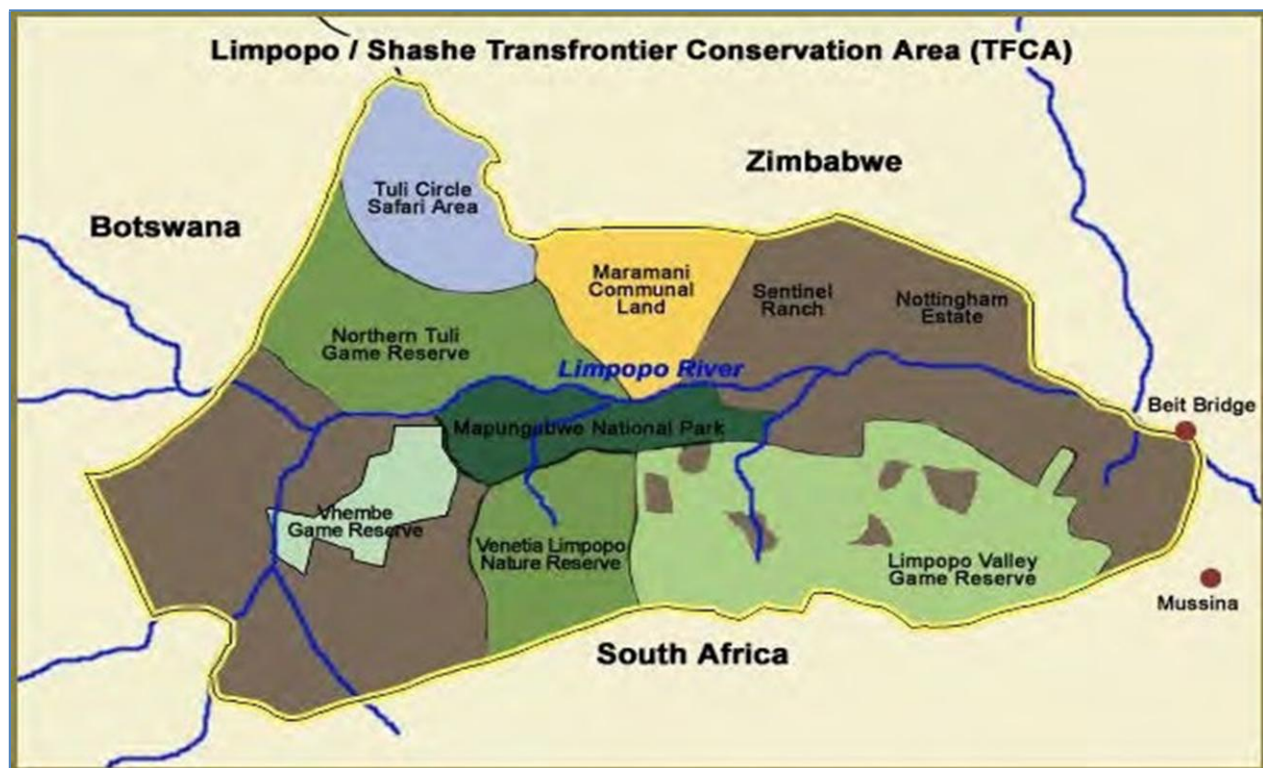 Limpopo / Shashe Transfrontier Conservation Area (TFCA)
Zimbabwe
Botswana
Tuli Circle
Safari Area
Maramani
Communal
Land
Sentinel
Ranch
Nottingham
Estate
Northern Tuli
Game Reserve
Limpopo River
Beit Bridge
Mapungubwe National Park
Vhembe
Game Reserve
Venetia Limpopo
Nature Reserve
Limpopo Valley
Game Reserve
Mussina
South Africa